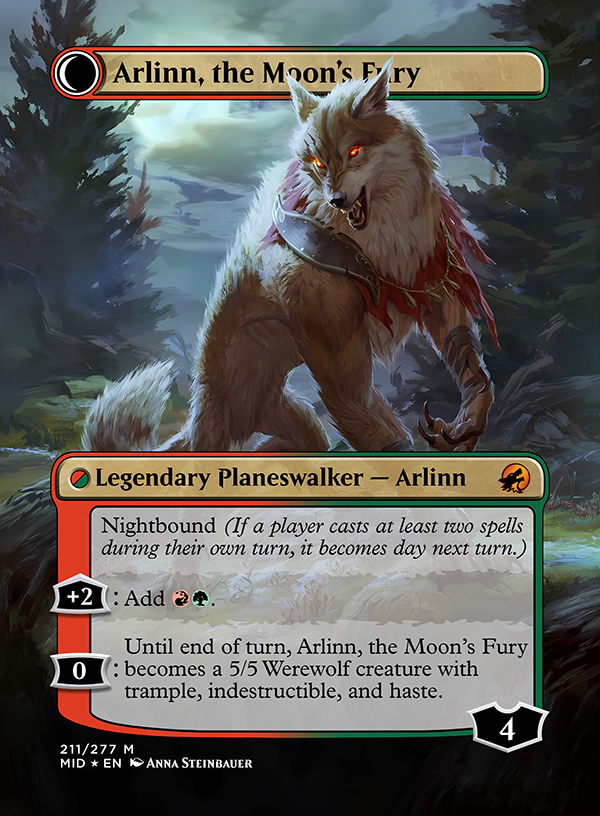 Arlinn, the Moon's Fury
Legendary Planeswalker — Arlinn
Nightbound (If a player casts at least two spells
during their own turn, it becomes day next turn.)
+2: Add .
Until end of turn, Arlinn, the Moon's Fury
0: becomes a 5/5 Werewolf creature with
trample, indestructible, and haste.
4
211/277 M
MID ★ EN Anna Steinbauer